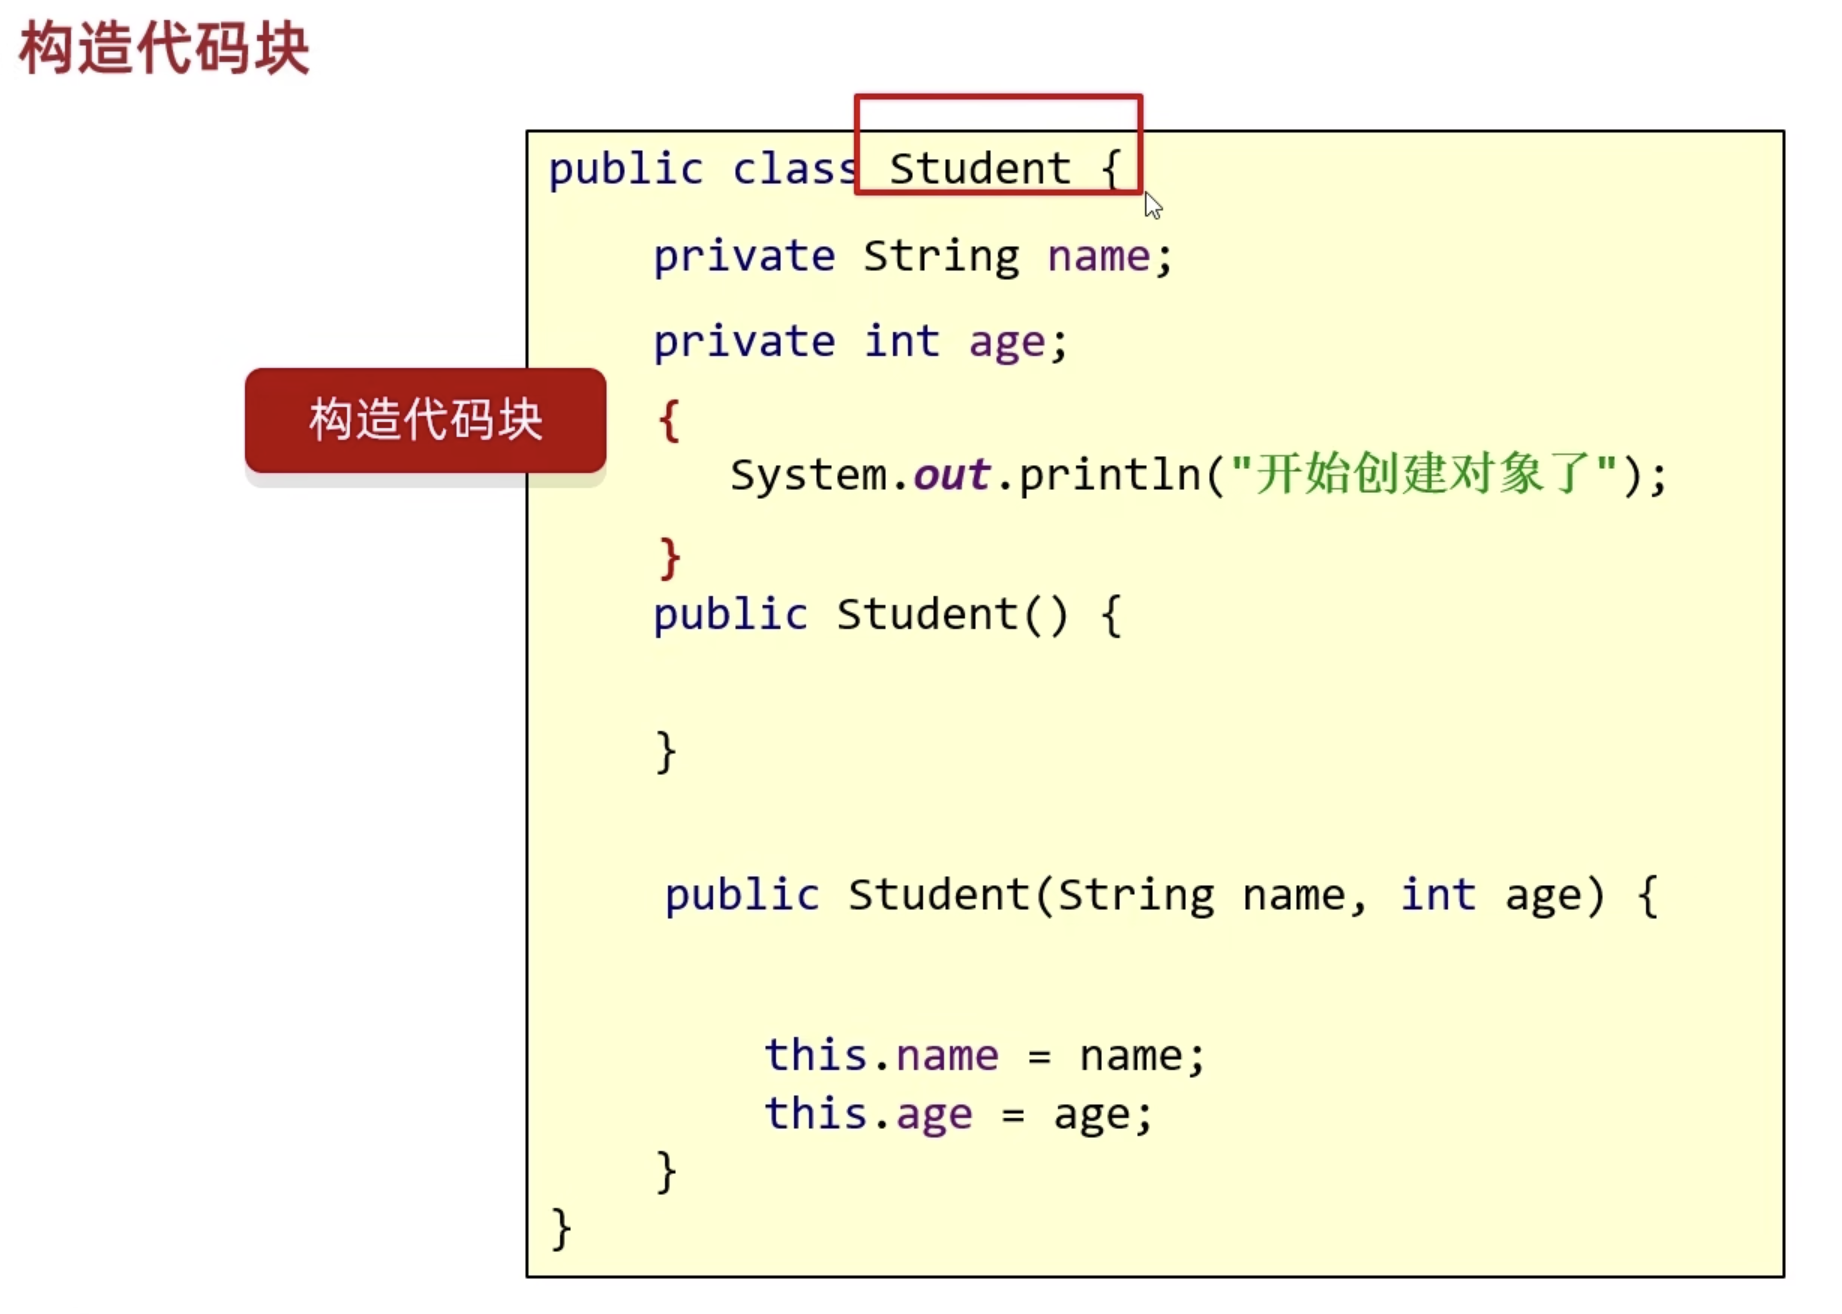 构造代码块
public class Student {
private String name;
private int age;
构造代码块
{
System.out.println("开始创建对象了");
}
public Student() {
}
public Student(String name, int age) {
this.name = name;
this.age = age;
}
}